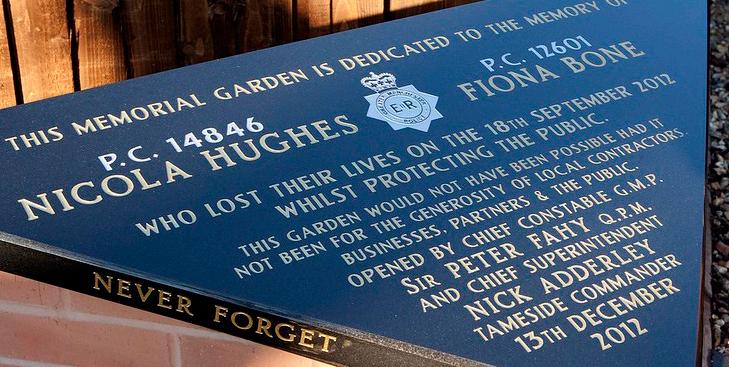 THIS MEMORIAL GARDEN IS DEDICATED TO THE MEMORY OF
P.C. 14846
NICOLA HUGHES
P.C. 12601
FIONA BONE
E II R
WHO LOST THEIR LIVES ON THE 18TH SEPTEMBER 2012
WHILST PROTECTING THE PUBLIC.
THIS GARDEN WOULD NOT HAVE BEEN POSSIBLE HAD IT
NOT BEEN FOR THE GENEROSITY OF LOCAL CONTRACTORS.
BUSINESSES, PARTNERS & THE PUBLIC.
OPENED BY CHIEF CONSTABLE G.M.P.
SIR PETER FAHY Q.P.M.
AND CHIEF SUPERINTENDENT
NICK ADDERLEY
TAMESIDE COMMANDER
13TH DECEMBER
2012
NEVER FORGET